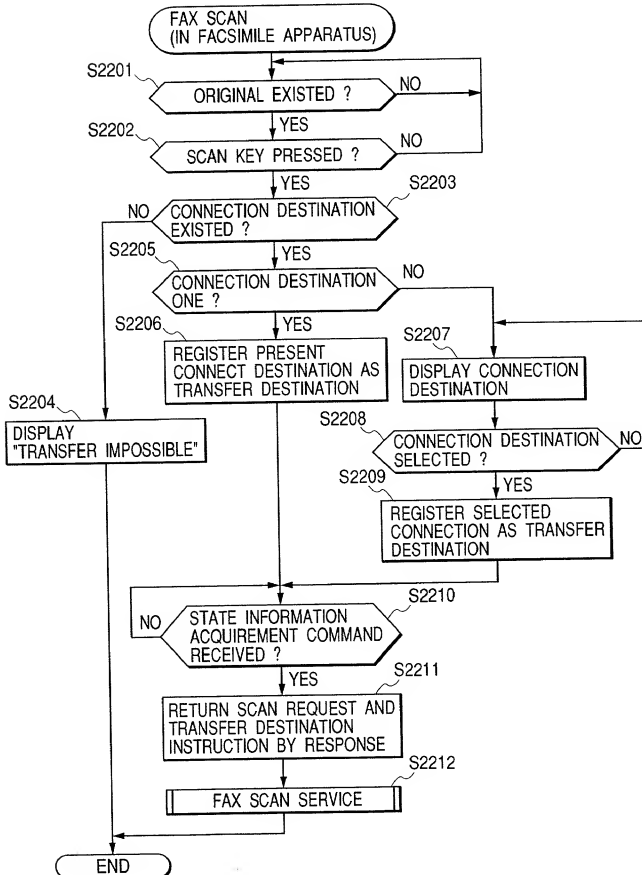 FAX SCAN
(IN FACSIMILE APPARATUS)
S2201
ORIGINAL EXISTED ?
NO
YES
S2202
SCAN KEY PRESSED ?
NO
YES
S2203
NO
CONNECTION DESTINATION
EXISTED ?
YES
S2205
CONNECTION DESTINATION
ONE ?
NO
YES
S2206
REGISTER PRESENT
CONNECT DESTINATION AS
TRANSFER DESTINATION
S2207
DISPLAY CONNECTION
DESTINATION
S2204
DISPLAY
"TRANSFER IMPOSSIBLE"
S2208
CONNECTION DESTINATION
SELECTED ?
NO
YES
S2209
REGISTER SELECTED
CONNECTION AS TRANSFER
DESTINATION
S2210
NO
STATE INFORMATION
ACQUIREMENT COMMAND
RECEIVED ?
YES
S2211
RETURN SCAN REQUEST AND
TRANSFER DESTINATION
INSTRUCTION BY RESPONSE
S2212
FAX SCAN SERVICE
END